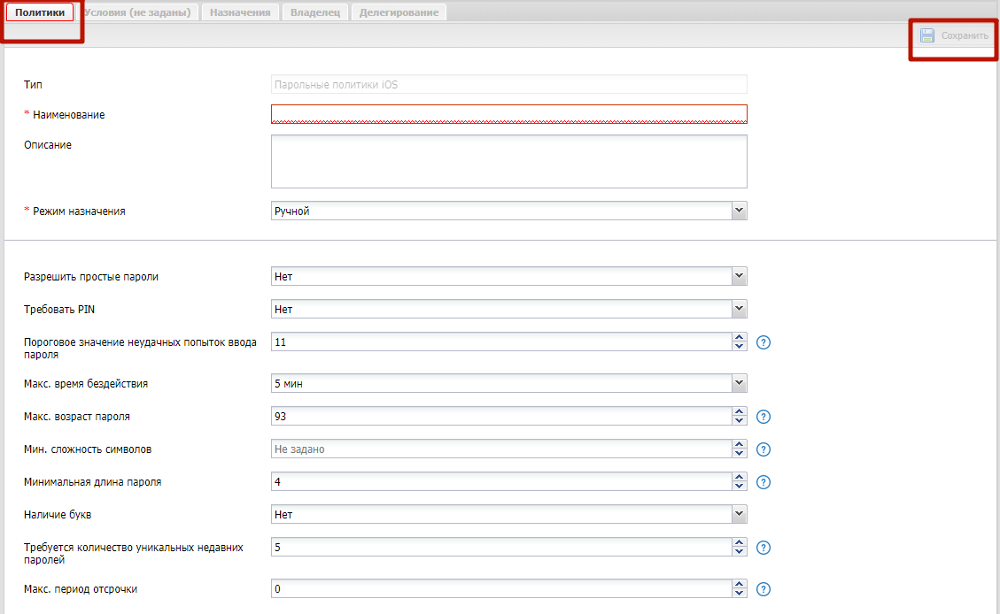 Политики Условия (не заданы) Назначения Владелец Делегирование
Сохранить
Тип Парольные политики iOS
* Наименование
Описание
* Режим назначения Ручной
Разрешить простые пароли Нет
Требовать PIN Нет
Пороговое значение неудачных попыток ввода 11 ?
пароля
Макс. время бездействия 5 мин
Макс. возраст пароля 93 ?
Мин. сложность символов Не задано ?
Минимальная длина пароля 4 ?
Наличие букв Нет
Требуется количество уникальных недавних 5 ?
паролей
Макс. период отсрочки 0 ?